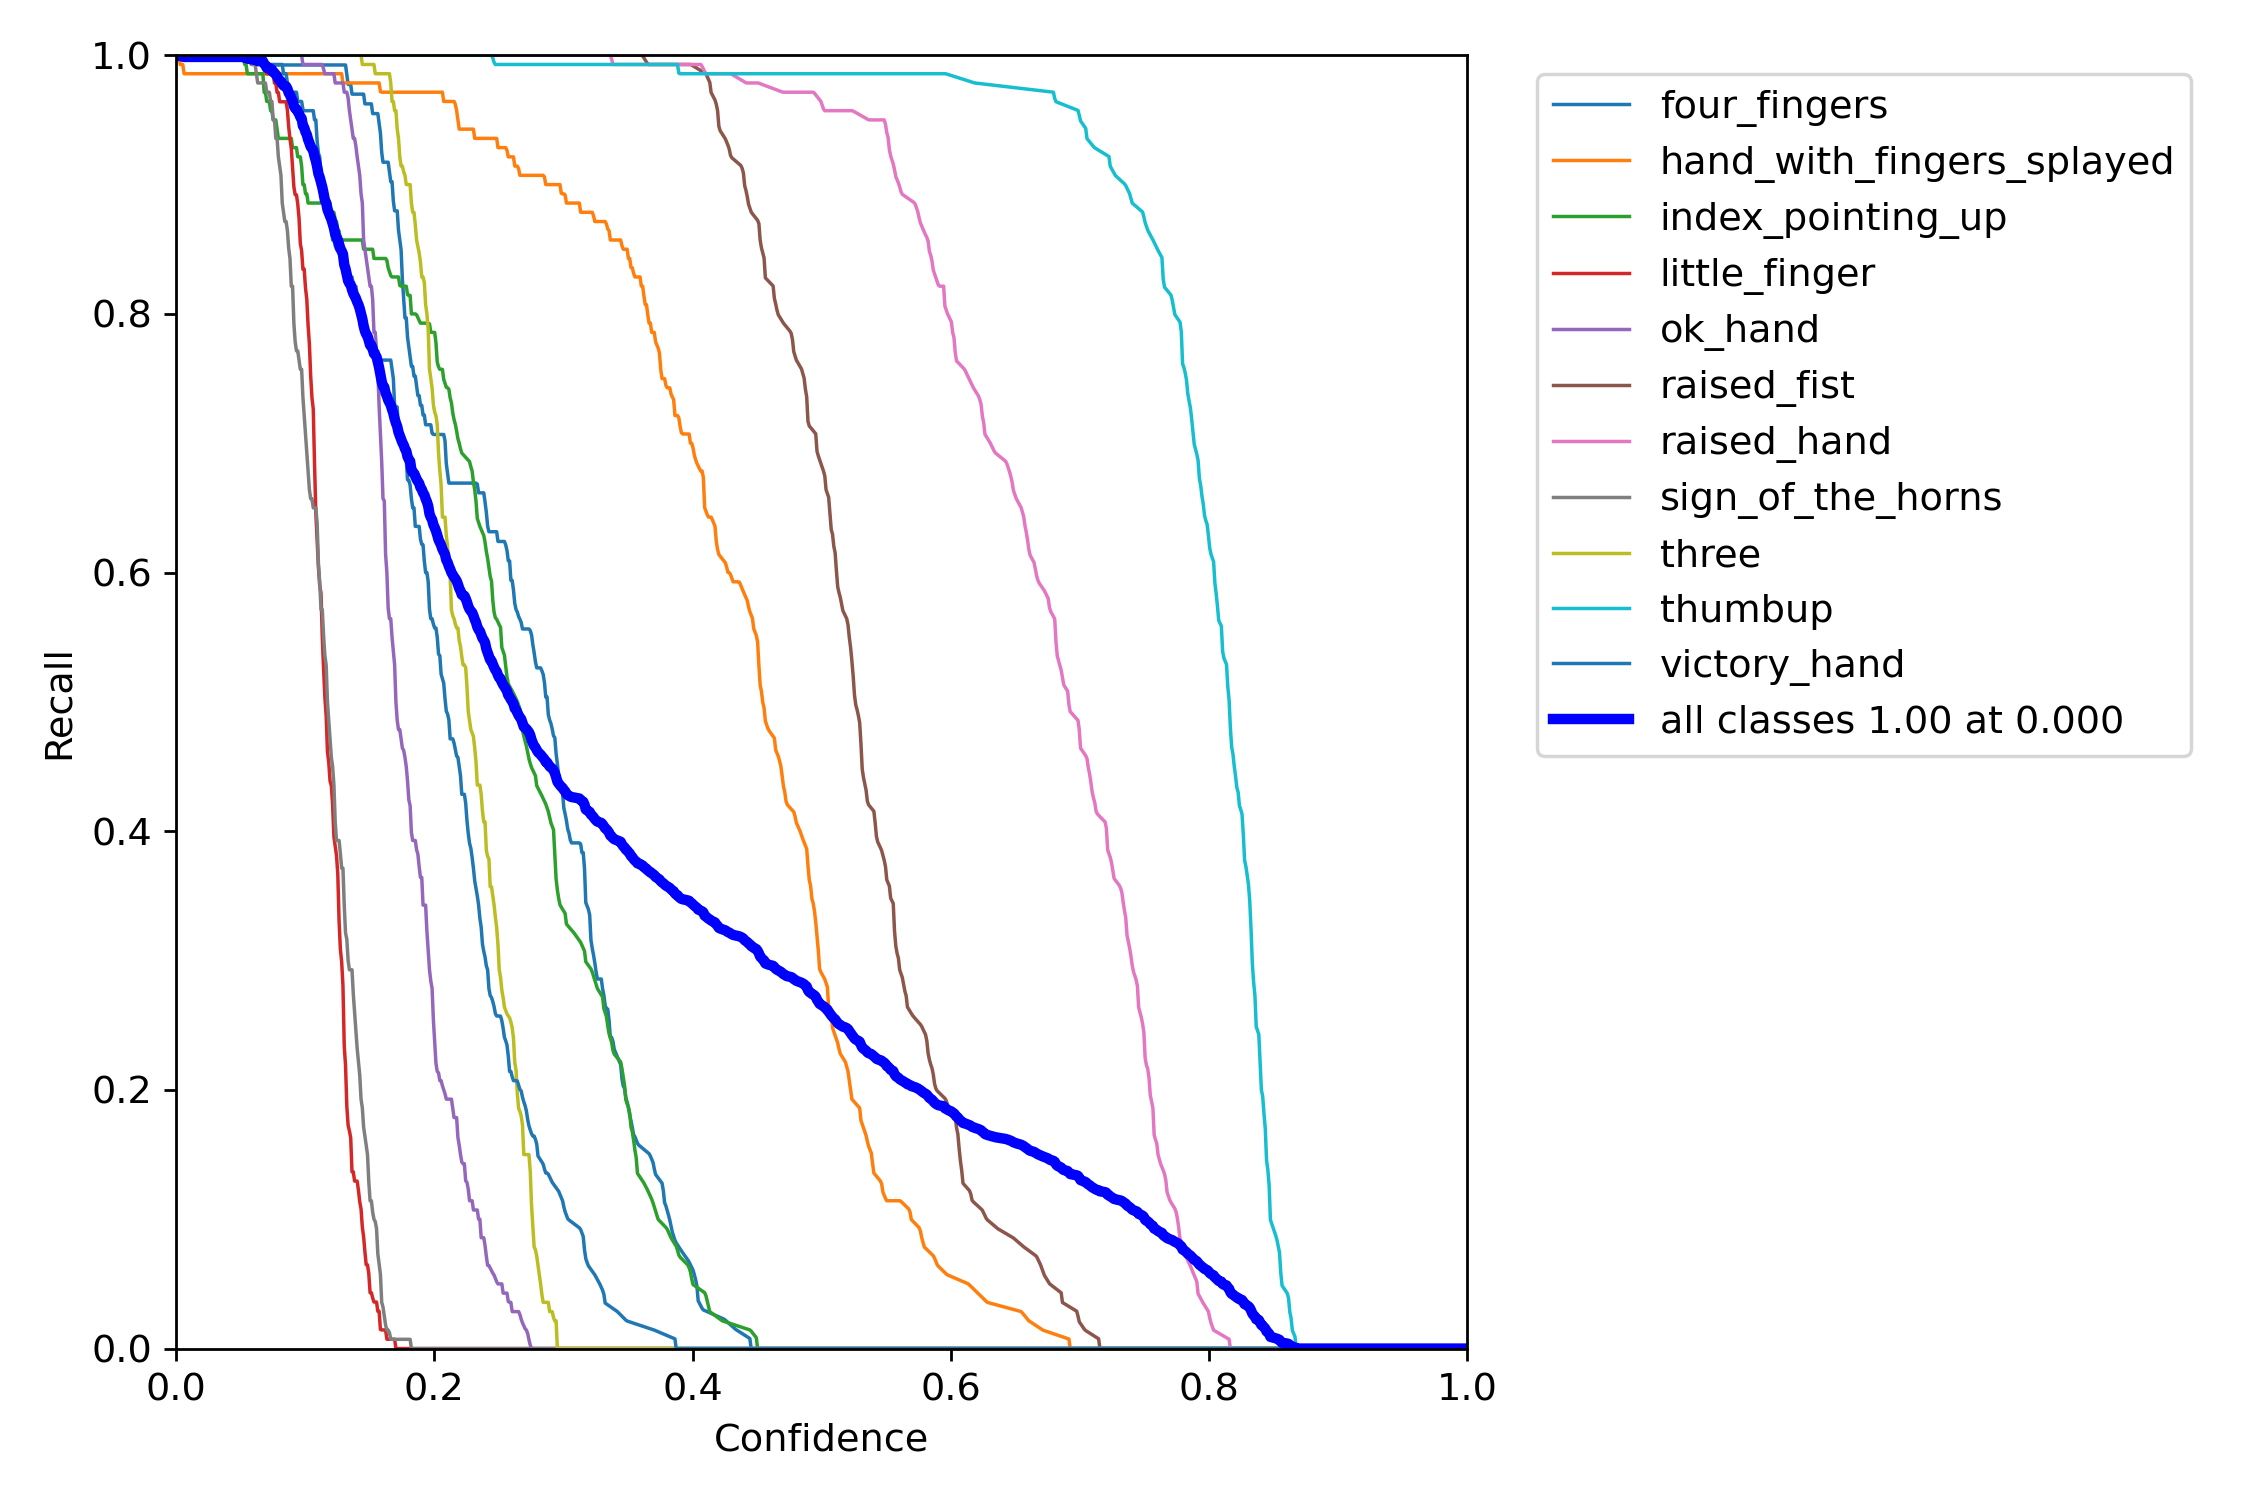 1.0
0.8
0.6
0.4
0.2
0.0
Recall
0.0 0.2 0.4 0.6 0.8 1.0
Confidence
four_fingers
hand_with_fingers_splayed
index_pointing_up
little_finger
ok_hand
raised_fist
raised_hand
sign_of_the_horns
three
thumbup
victory_hand
all classes 1.00 at 0.000